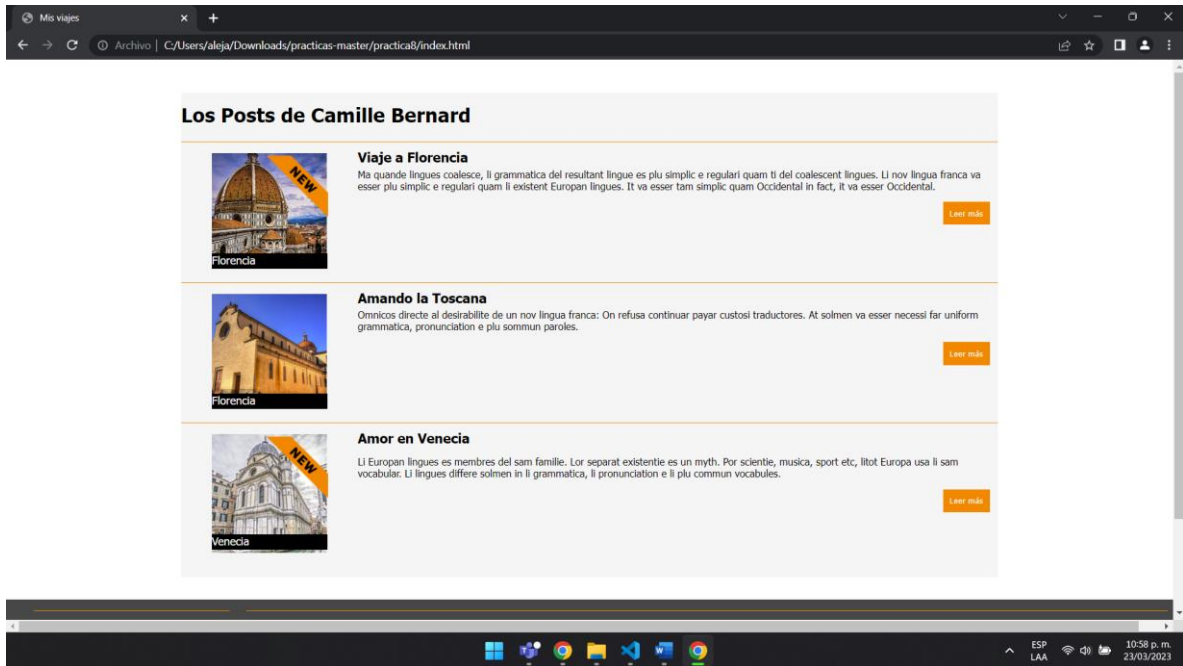 Mis viajes
Archivo | C:/Users/aleja/Downloads/practicas-master/practica8/index.html
Los Posts de Camille Bernard
NEW
Florencia
Viaje a Florencia
Ma quande lingues coalesce, li grammatica del resultant lingue es plu simplic e regulari quam ti del coalescent lingues. Li nov lingua franca va
esser plu simplic e regulari quam li existent Europan lingues. It va esser tam simplic quam Occidental in fact, it va esser Occidental.
Leer más
Florencia
Amando la Toscana
Omnicos directe al desirabilite de un nov lingua franca: On refusa continuar payar custosi traductores. At solmen va esser necessi far uniform
grammatica, pronunciation e plu sommun paroles.
Leer más
NEW
Venecia
Amor en Venecia
Li Europan lingues es membres del sam familie. Lor separat existentie es un myth. Por scientie, musica, sport etc, litot Europa usa li sam
vocabular. Li lingues differe solmen in li grammatica, li pronunciation e li plu commun vocabules.
Leer más
ESP
LAA
10:58 p. m.
23/03/2023